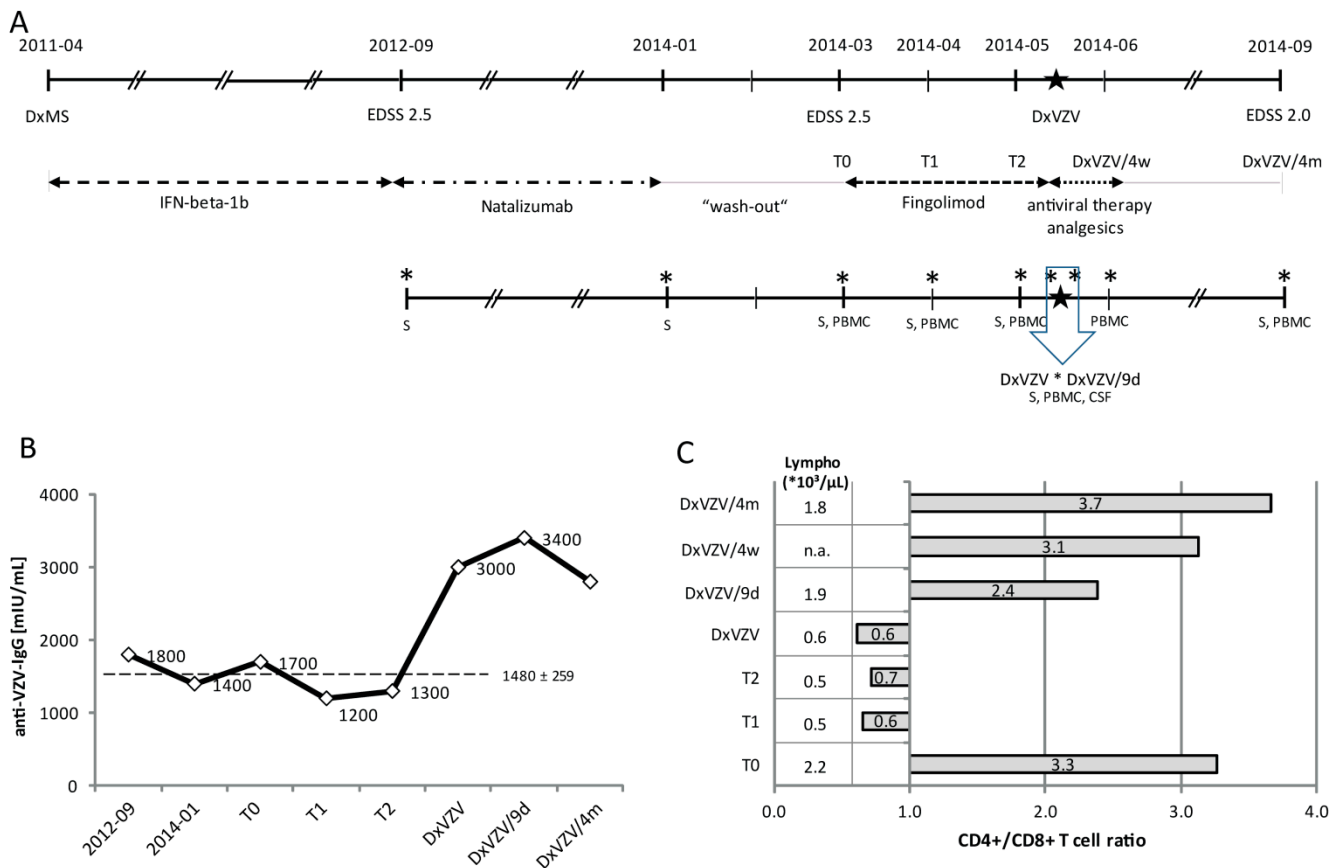 A
2011-04 2012-09 2014-01 2014-03 2014-04 2014-05 2014-06 2014-09
DxMS EDSS 2.5 EDSS 2.5 DxVZV EDSS 2.0
T0 T1 T2 DxVZV/4w DxVZV/4m
IFN-beta-1b Natalizumab "wash-out" Fingolimod antiviral therapy
analgesics
* * * * * * * * *
S S S, PBMC S, PBMC S, PBMC PBMC S, PBMC
DxVZV * DxVZV/9d
S, PBMC, CSF
B
anti-VZV-IgG [mIU/mL]
4000
3000
2000
1000
0
1800
1400
1700
1200
1300
3000
3400
1480 ± 259
2012-09
2014-01
T0
T1
T2
DxVZV
DxVZV/9d
DxVZV/4m
C
Lympho
(*10³/µL)
DxVZV/4m 1.8 3.7
DxVZV/4w n.a. 3.1
DxVZV/9d 1.9 2.4
DxVZV 0.6 0.6
T2 0.5 0.7
T1 0.5 0.6
T0 2.2 3.3
0.0 1.0 2.0 3.0 4.0
CD4+/CD8+ T cell ratio